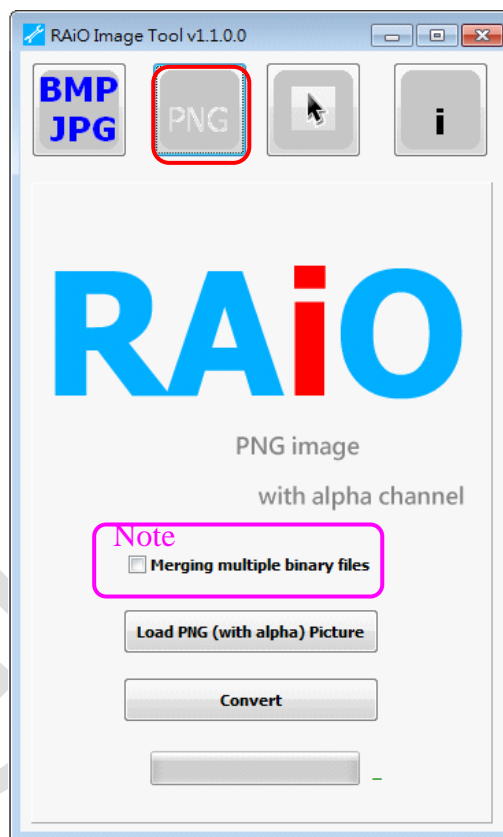 RAiO Image Tool v1.1.0.0
BMP
JPG
PNG
i
RAiO
PNG image
with alpha channel
Note
Merging multiple binary files
Load PNG (with alpha) Picture
Convert